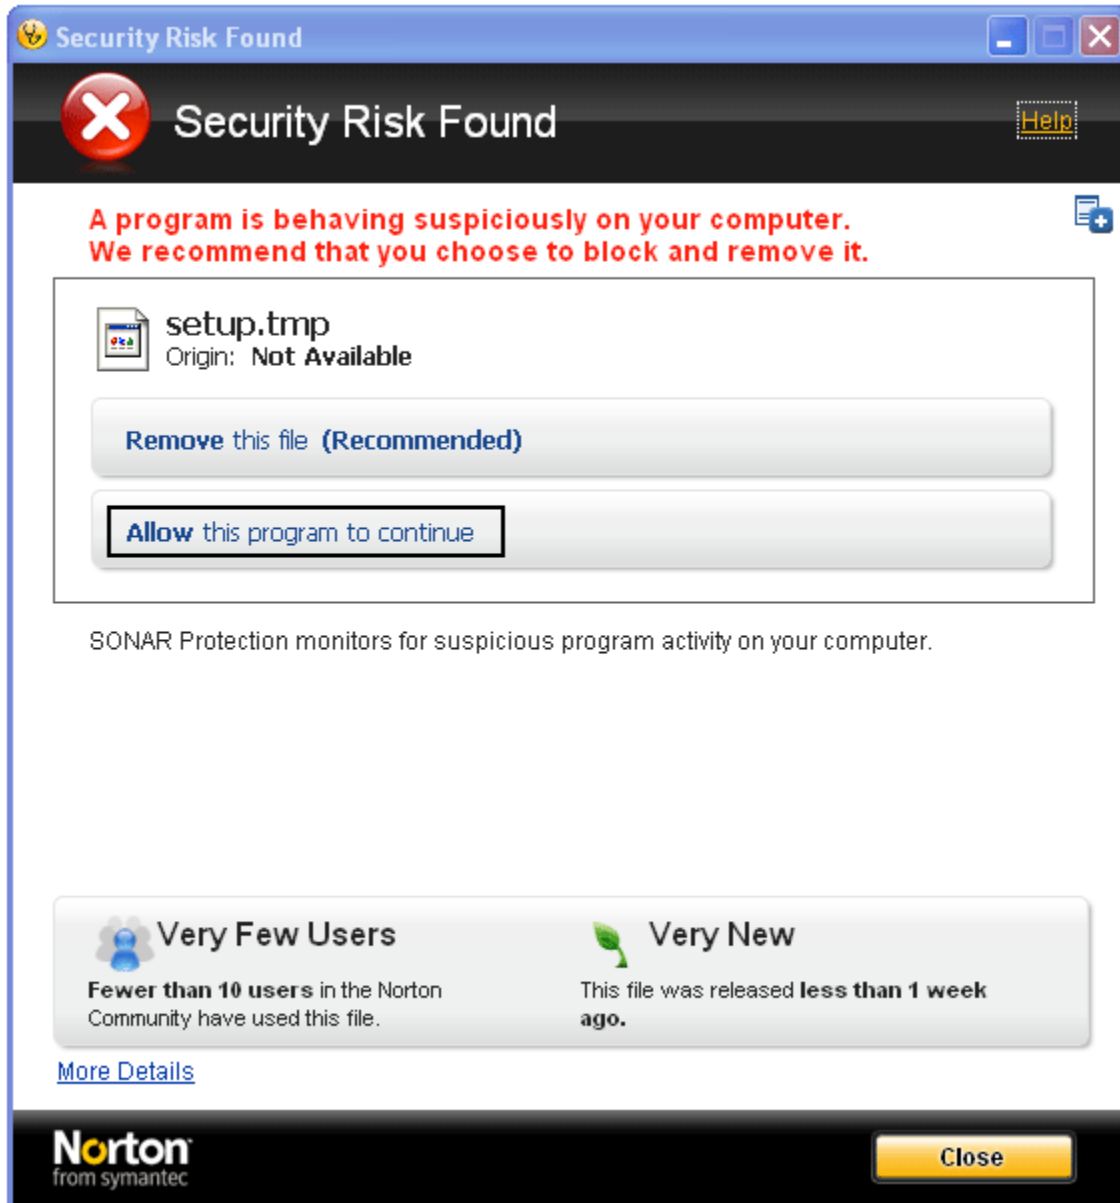 Security Risk Found
Security Risk Found
Help
A program is behaving suspiciously on your computer.
We recommend that you choose to block and remove it.
setup.tmp
Origin: Not Available
Remove this file (Recommended)
Allow this program to continue
SONAR Protection monitors for suspicious program activity on your computer.
Very Few Users
Fewer than 10 users in the Norton
Community have used this file.
Very New
This file was released less than 1 week
ago.
More Details
Norton
from symantec
Close